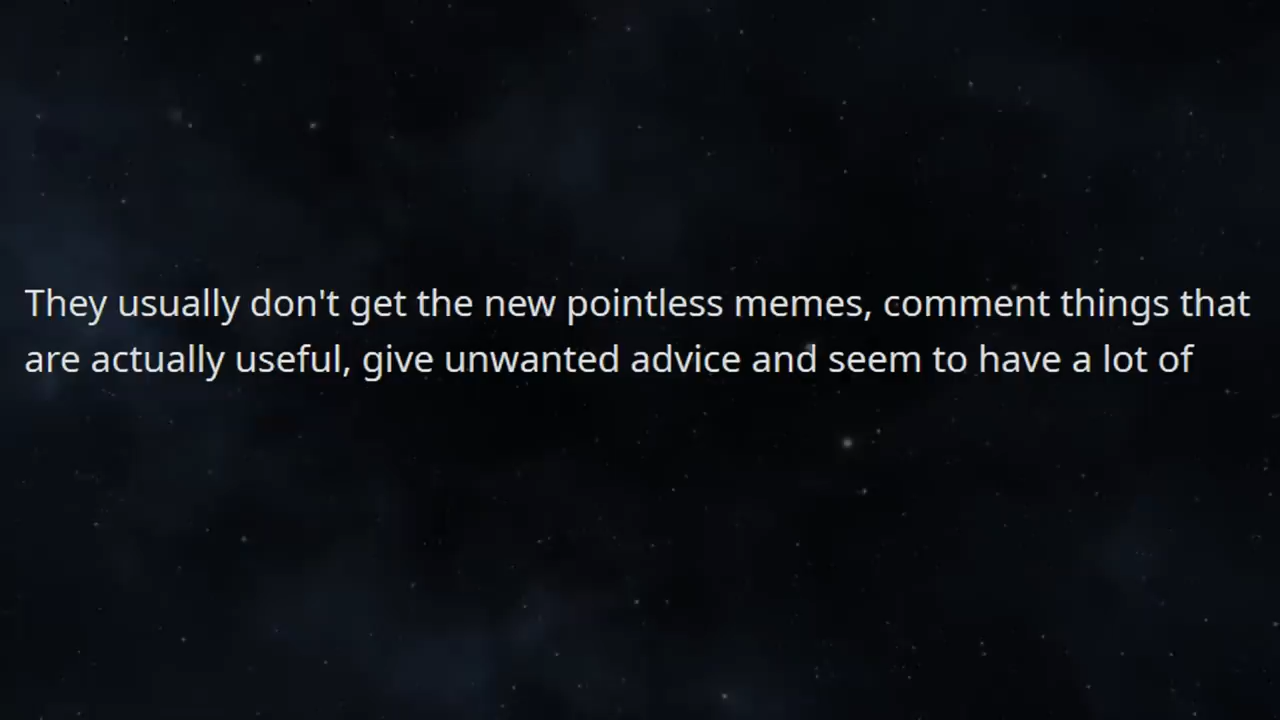 They usually don't get the new pointless memes, comment things that
are actually useful, give unwanted advice and seem to have a lot of